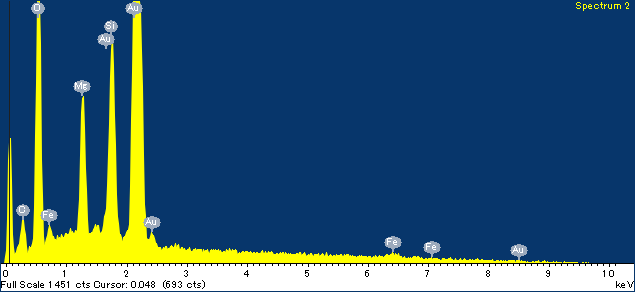 Spectrum 2
O Au
Si
Au
Mg
C Fe Au
Fe Fe Au
0 1 2 3 4 5 6 7 8 9 10
Full Scale 1451 cts Cursor: 0.048 (693 cts) keV